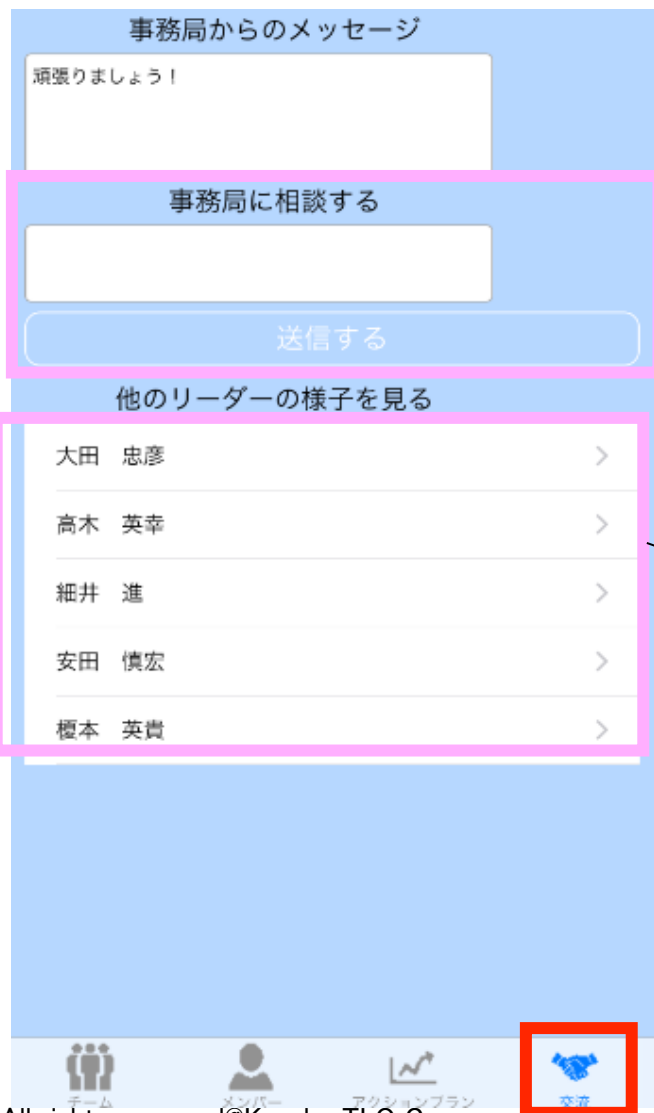 事務局からのメッセージ
頑張りましょう！
事務局に相談する
送信する
他のリーダーの様子を見る
大田　忠彦
高木　英幸
細井　進
安田　慎宏
榎本　英貴
チーム
メンバー
アクションプラン
交流